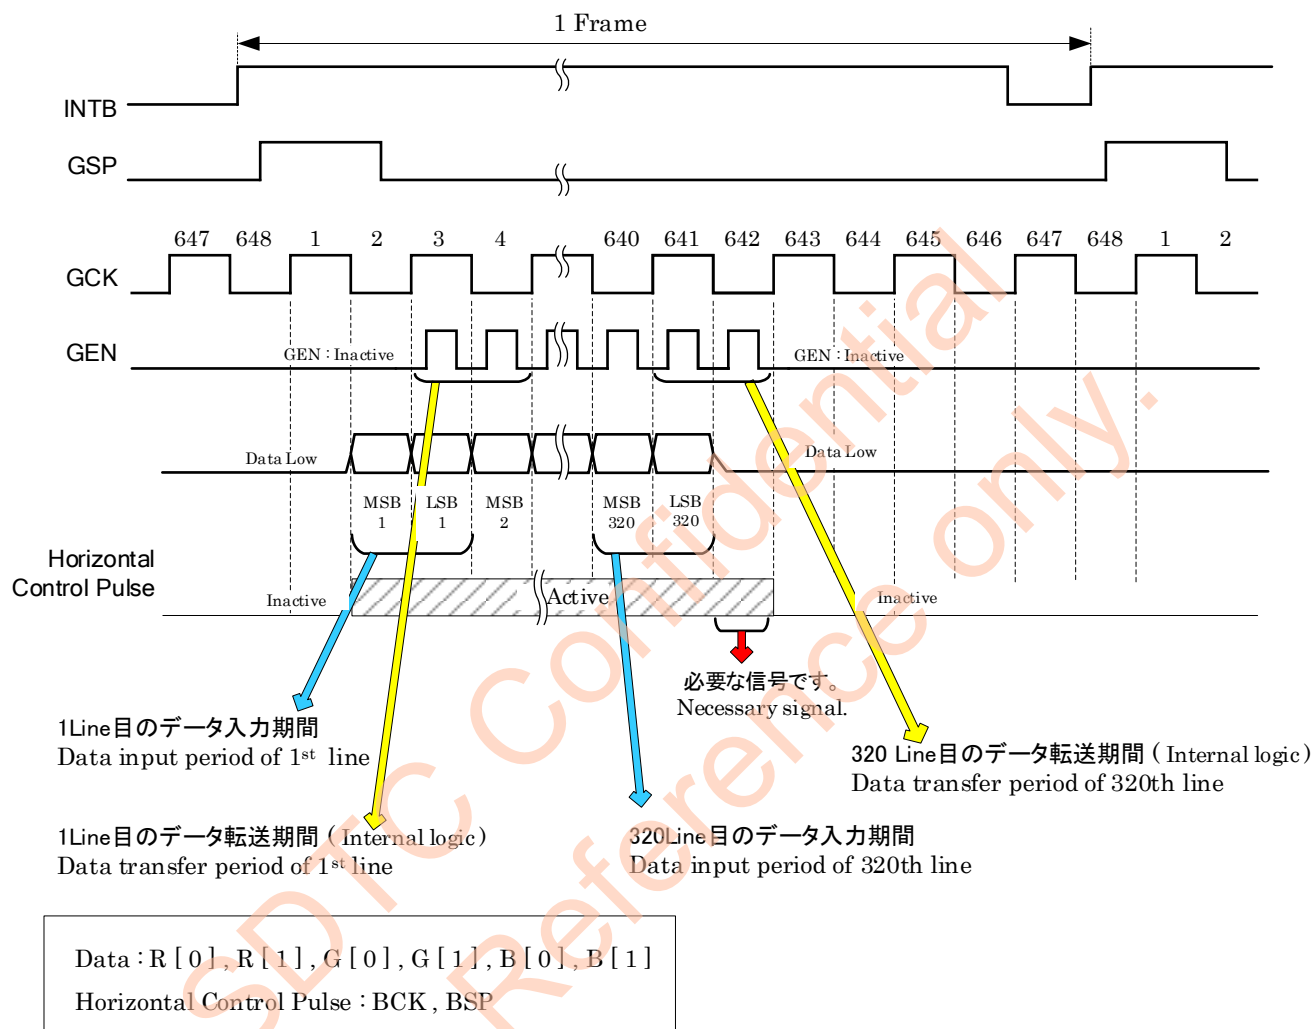 1 Frame
INTB
GSP
647 648 1 2 3 4 640 641 642 643 644 645 646 647 648 1 2
GCK
GEN
GEN : Inactive
GEN : Inactive
Data Low
Data Low
MSB 1
LSB 1
MSB 2
MSB 320
LSB 320
Horizontal
Control Pulse
Inactive
Active
Inactive
必要な信号です。
Necessary signal.
1Line目のデータ入力期間
Data input period of 1st line
320 Line目のデータ転送期間 ( Internal logic )
Data transfer period of 320th line
1Line目のデータ転送期間 ( Internal logic )
Data transfer period of 1st line
320Line目のデータ入力期間
Data input period of 320th line
Data : R [ 0 ] , R [ 1 ] , G [ 0 ] , G [ 1 ] , B [ 0 ] , B [ 1 ]
Horizontal Control Pulse : BCK , BSP
SDTC Confidential
Reference only.